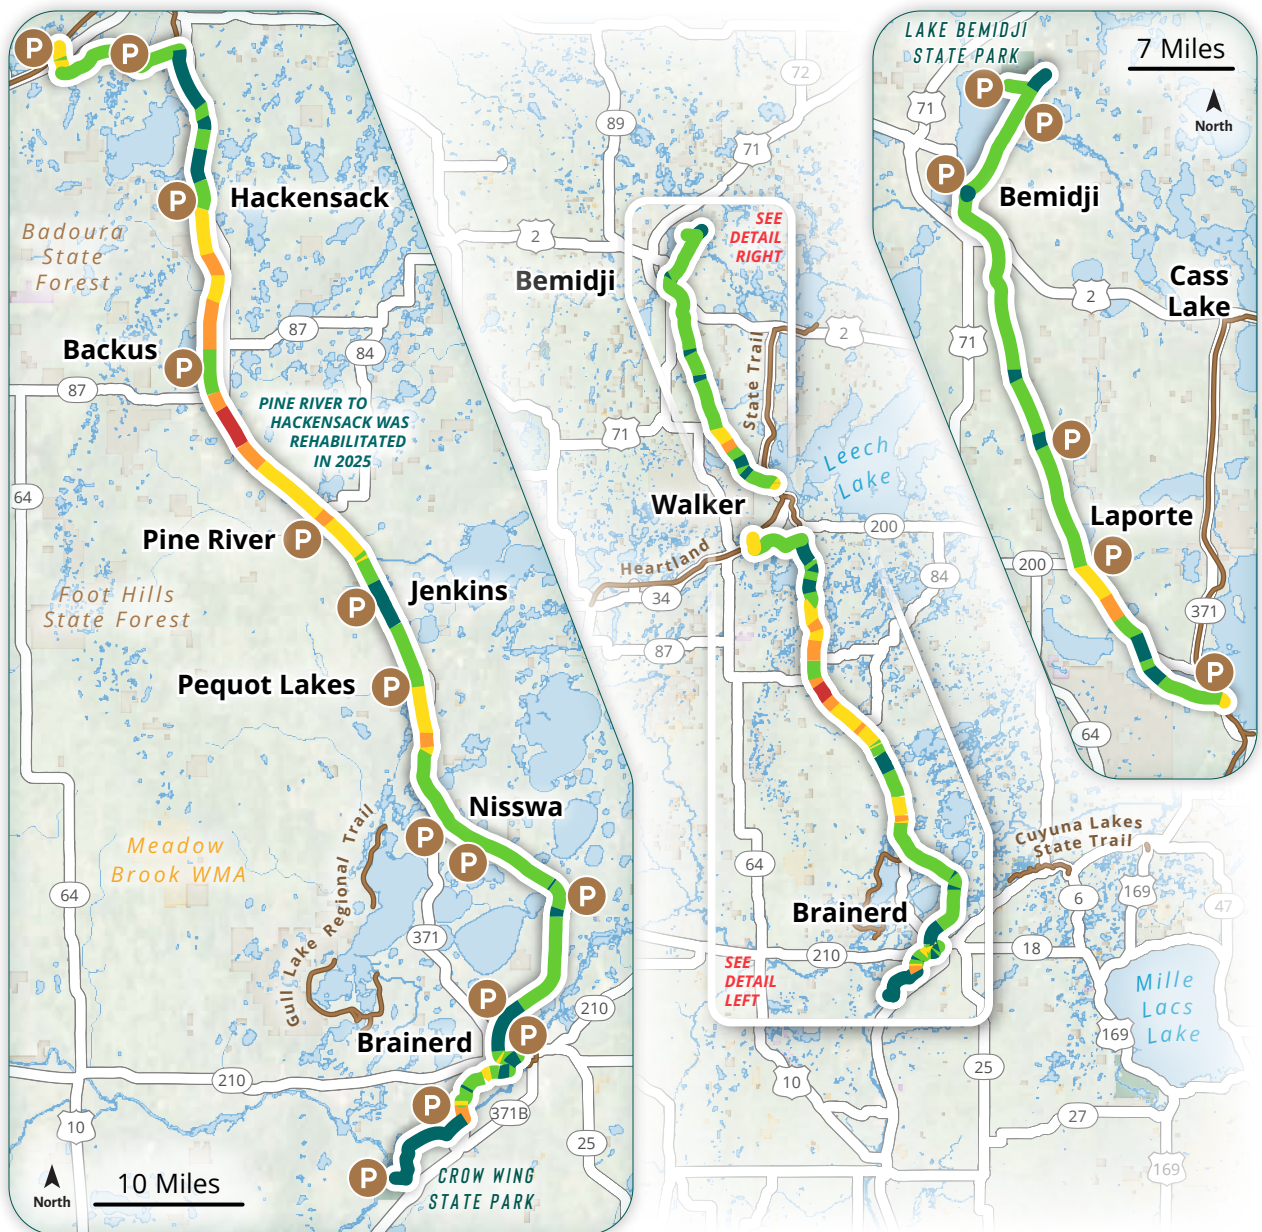 P
P
Hackensack
P
Badoura
State
Forest
87
84
Backus
P
87
PINE RIVER TO
HACKENSACK WAS
REHABILITATED
IN 2025
64
Pine River
P
Jenkins
Foot Hills
State Forest
P
Pequot Lakes
P
Nisswa
P
P
Meadow
Brook WMA
Gull Lake Regional Trail
64
P
371
P
210
P
Brainerd
210
P
371B
10
25
P
CROW WING
STATE PARK
North
10 Miles
72
89
71
2
SEE
DETAIL
RIGHT
Bemidji
2
State Trail
71
Leech
Lake
Walker
200
Heartland
84
34
87
Cuyuna Lakes
State Trail
64
6
169
47
Brainerd
210
18
SEE
DETAIL
LEFT
Mille
Lacs
Lake
169
10
25
27
169
LAKE BEMIDJI
STATE PARK
7 Miles
North
P
71
P
P
Bemidji
Cass
Lake
2
71
P
Laporte
P
200
371
P
64